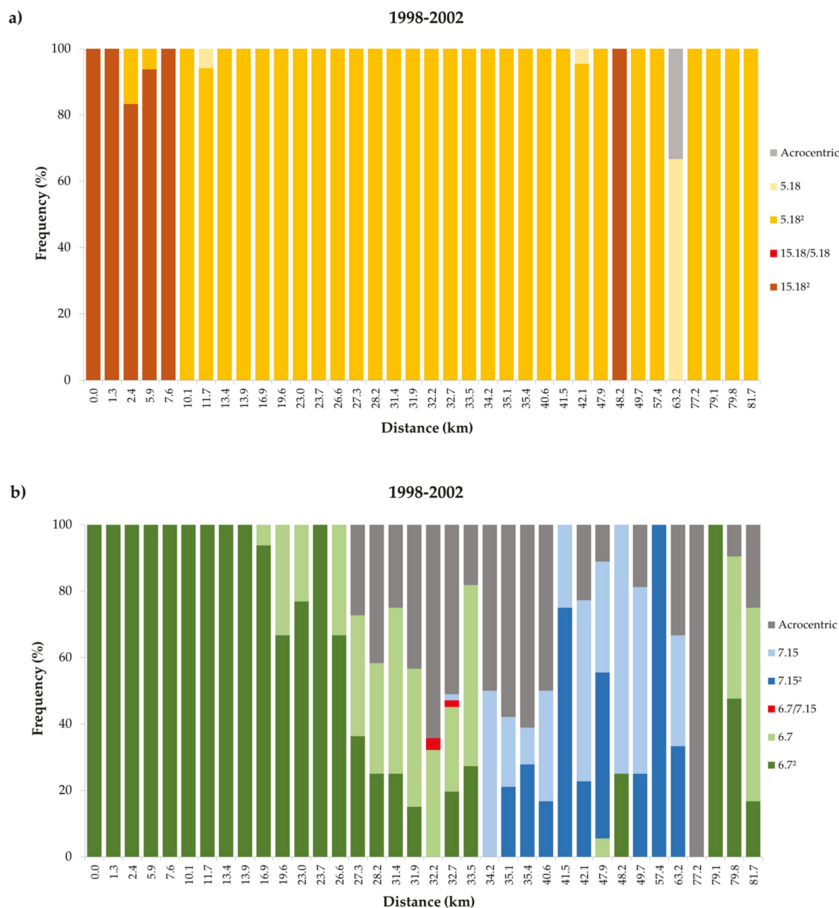 a)
1998-2002
100
80
60
40
20
0
Frequency (%)
0.0 1.3 2.4 5.9 7.6 10.1 11.7 13.4 13.9 16.9 19.6 23.0 23.7 26.6 27.3 28.2 31.4 31.9 32.2 32.7 33.5 34.2 35.1 35.4 40.6 41.5 42.1 47.9 48.2 49.7 57.4 63.2 77.2 79.1 79.8 81.7
Distance (km)
Acrocentric
5.18
5.18²
15.18/5.18
15.18²
b)
1998-2002
100
80
60
40
20
0
Frequency (%)
0.0 1.3 2.4 5.9 7.6 10.1 11.7 13.4 13.9 16.9 19.6 23.0 23.7 26.6 27.3 28.2 31.4 31.9 32.2 32.7 33.5 34.2 35.1 35.4 40.6 41.5 42.1 47.9 48.2 49.7 57.4 63.2 77.2 79.1 79.8 81.7
Distance (km)
Acrocentric
7.15
7.15²
6.7/7.15
6.7
6.7²